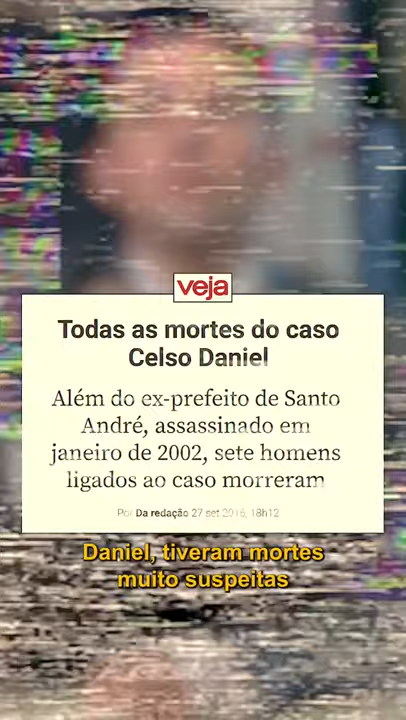 veja
Todas as mortes do caso
Celso Daniel
Além do ex-prefeito de Santo
André, assassinado em
janeiro de 2002, sete homens
ligados ao caso morreram
Por Da redação 27 set 2016, 18h12
Daniel, tiveram mortes
muito suspeitas